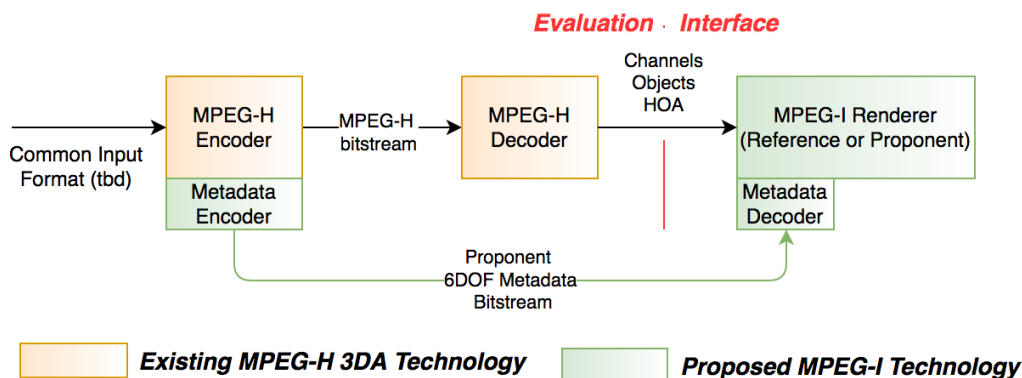 Evaluation . Interface
Channels
Objects
HOA
MPEG-H
Encoder
MPEG-H
bitstream
MPEG-H
Decoder
MPEG-I Renderer
(Reference or Proponent)
Common Input
Format (tbd)
Metadata
Encoder
Metadata
Decoder
Proponent
6DOF Metadata
Bitstream
Existing MPEG-H 3DA Technology
Proposed MPEG-I Technology